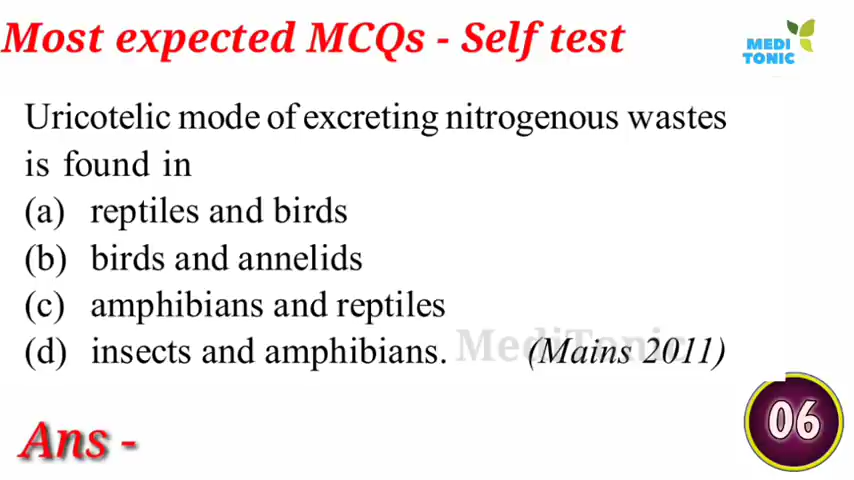 Most expected MCQs - Self test
MEDI
TONIC
Uricotelic mode of excreting nitrogenous wastes
is found in
(a) reptiles and birds
(b) birds and annelids
(c) amphibians and reptiles
(d) insects and amphibians. (Mains 2011)
MediTonic
Ans -
06